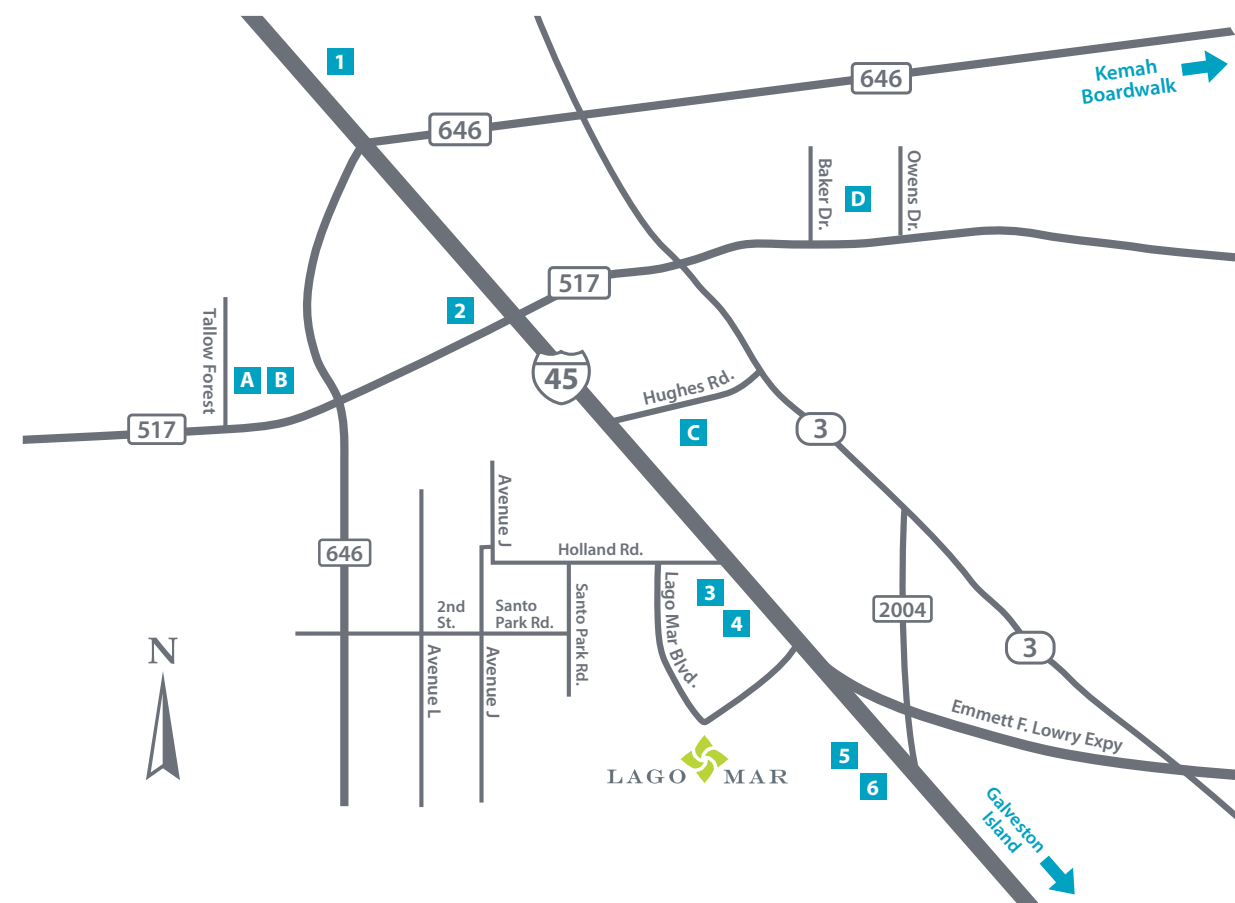 1
646
Kemah
Boardwalk
646
Baker Dr.
D
Owens Dr.
517
2
Tallow Forest
A B
45
Hughes Rd.
C
517
3
Avenue J
Holland Rd.
646
Lago Mar Blvd.
3
4
2nd
St.
Santo
Park Rd.
Santo Park Rd.
2004
N
Avenue L
Avenue J
3
Emmett F. Lowry Expy
5
6
LAGO MAR
Galveston
Island